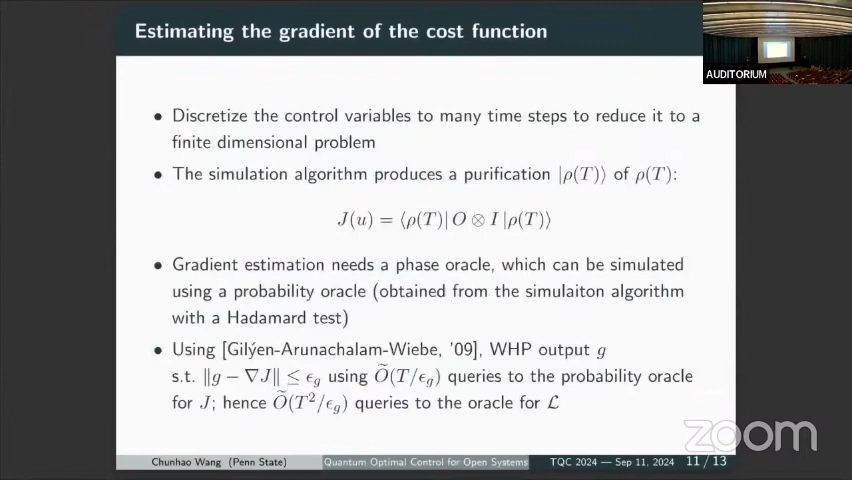 Estimating the gradient of the cost function
AUDITORIUM
• Discretize the control variables to many time steps to reduce it to a
finite dimensional problem
• The simulation algorithm produces a purification |ρ(T)⟩ of ρ(T):
J(u) = ⟨ρ(T)| O ⊗ I |ρ(T)⟩
• Gradient estimation needs a phase oracle, which can be simulated
using a probability oracle (obtained from the simulaiton algorithm
with a Hadamard test)
• Using [Gilýen-Arunachalam-Wiebe, '09], WHP output g
s.t. ‖g − ∇J‖ ≤ ϵ_g using Õ(T/ϵ_g) queries to the probability oracle
for J; hence Õ(T²/ϵ_g) queries to the oracle for ℒ
zoom
Chunhao Wang (Penn State) Quantum Optimal Control for Open Systems TQC 2024 — Sep 11, 2024 11 / 13